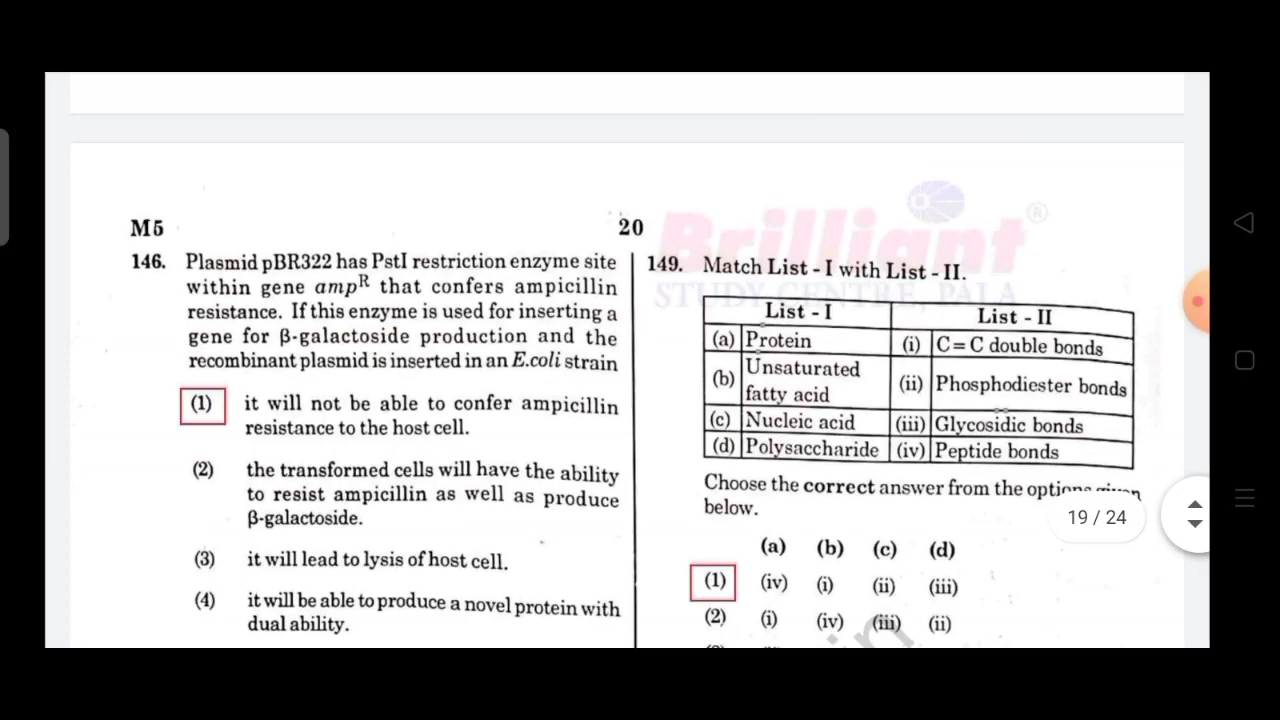 M5
20
146. Plasmid pBR322 has PstI restriction enzyme site
within gene ampR that confers ampicillin
resistance. If this enzyme is used for inserting a
gene for β-galactoside production and the
recombinant plasmid is inserted in an E.coli strain
(1) it will not be able to confer ampicillin
resistance to the host cell.
(2) the transformed cells will have the ability
to resist ampicillin as well as produce
β-galactoside.
(3) it will lead to lysis of host cell.
(4) it will be able to produce a novel protein with
dual ability.
Brilliant ®
STUDY CENTRE, PALA
149. Match List - I with List - II.
List - I List - II
(a) Protein (i) C=C double bonds
(b) Unsaturated
fatty acid (ii) Phosphodiester bonds
(c) Nucleic acid (iii) Glycosidic bonds
(d) Polysaccharide (iv) Peptide bonds
Choose the correct answer from the options
below.
19 / 24
(a) (b) (c) (d)
(1) (iv) (i) (ii) (iii)
(2) (i) (iv) (iii) (ii)